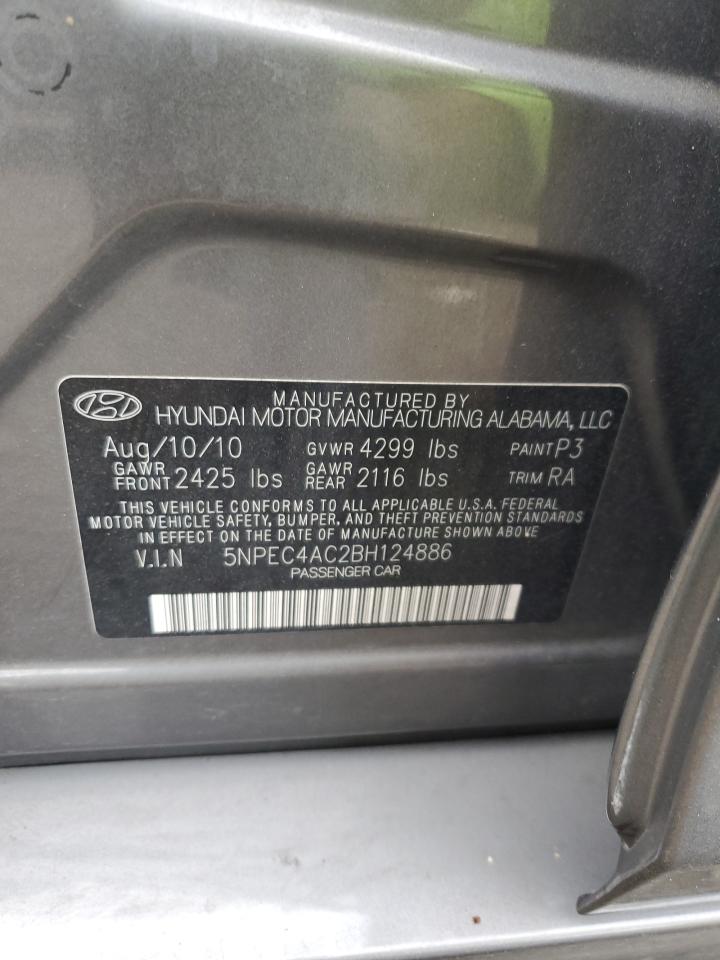 MANUFACTURED BY
HYUNDAI MOTOR MANUFACTURING ALABAMA, LLC
Aug/10/10 GVWR 4299 lbs PAINT P3
GAWR FRONT 2425 lbs GAWR REAR 2116 lbs TRIM RA
THIS VEHICLE CONFORMS TO ALL APPLICABLE U.S.A. FEDERAL
MOTOR VEHICLE SAFETY, BUMPER, AND THEFT PREVENTION STANDARDS
IN EFFECT ON THE DATE OF MANUFACTURE SHOWN ABOVE
V.I.N 5NPEC4AC2BH124886
PASSENGER CAR